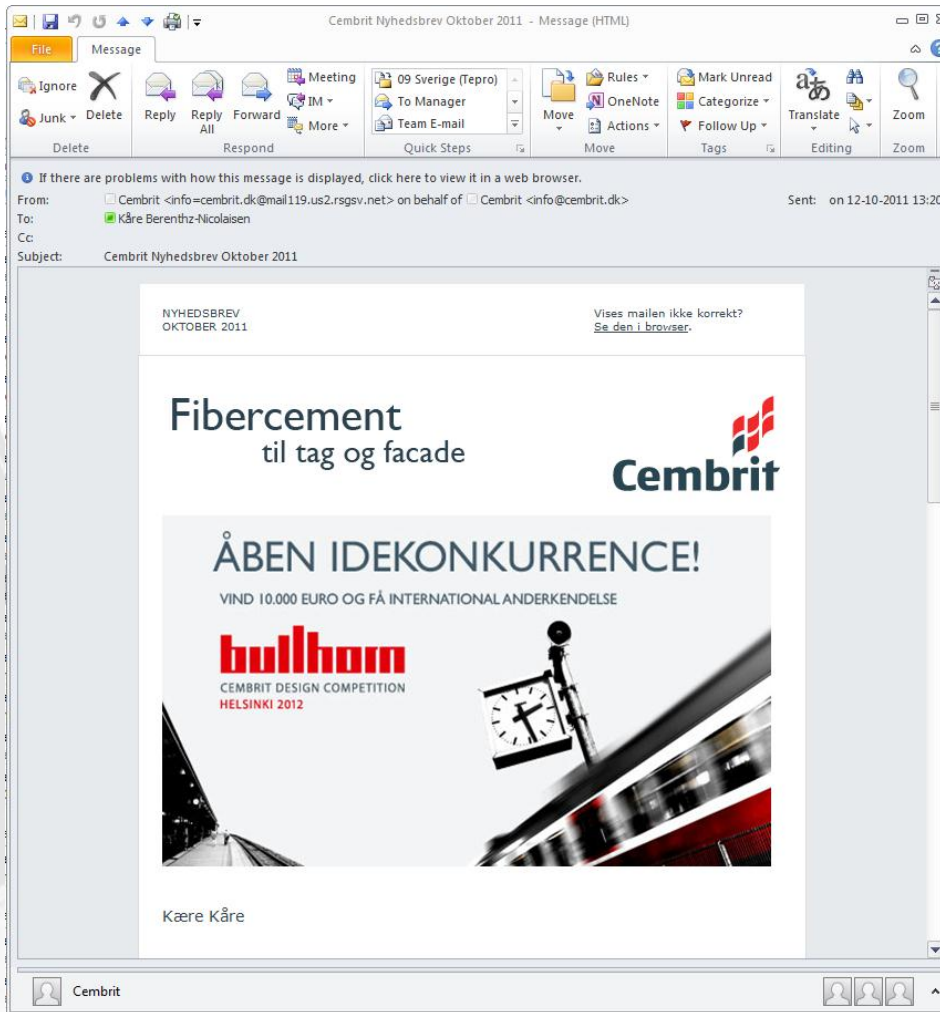 Cembrit Nyhedsbrev Oktober 2011 - Message (HTML)
File
Message
Ignore
Junk
Delete
Delete
Reply
Reply All
Forward
Meeting
IM
More
Respond
09 Sverige (Tepro)
To Manager
Team E-mail
Quick Steps
Move
Rules
OneNote
Actions
Move
Mark Unread
Categorize
Follow Up
Tags
Translate
Editing
Zoom
Zoom
If there are problems with how this message is displayed, click here to view it in a web browser.
From: Cembrit <info=cembrit.dk@mail119.us2.rsgsv.net> on behalf of Cembrit <info@cembrit.dk> Sent: on 12-10-2011 13:20
To: Kåre Berenthz-Nicolaisen
Cc:
Subject: Cembrit Nyhedsbrev Oktober 2011
NYHEDSBREV
OKTOBER 2011
Vises mailen ikke korrekt?
Se den i browser.
Fibercement
til tag og facade
Cembrit
ÅBEN IDEKONKURRENCE!
VIND 10.000 EURO OG FÅ INTERNATIONAL ANDERKENDELSE
bullhorn
CEMBRIT DESIGN COMPETITION
HELSINKI 2012
Kære Kåre
Cembrit